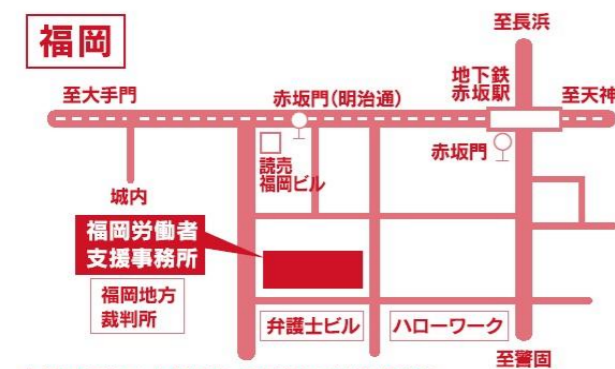 福岡
至長浜
地下鉄
赤坂駅
至大手門
赤坂門(明治通)
至天神
赤坂門
読売
福岡ビル
城内
福岡労働者
支援事務所
福岡地方
裁判所
弁護士ビル
ハローワーク
至警固